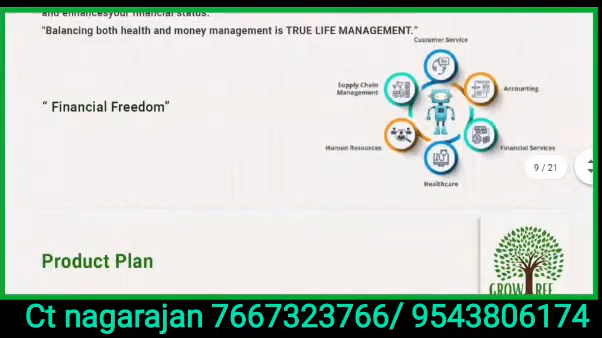 and enhancesyour financial status.
"Balancing both health and money management is TRUE LIFE MANAGEMENT."
Customer Service
Supply Chain
Management
Accounting
" Financial Freedom"
Human Resources
Financial Services
9 / 21
Healthcare
Product Plan
GROW TREE
Ct nagarajan 7667323766/ 9543806174